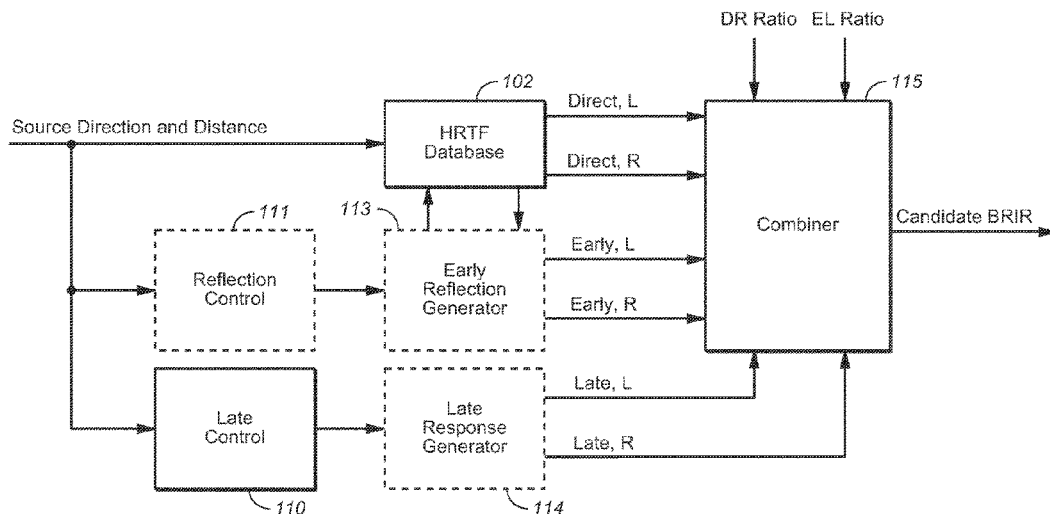 DR Ratio
EL Ratio
102
115
Source Direction and Distance
HRTF
Database
Direct, L
Direct, R
111
113
Combiner
Candidate BRIR
Reflection
Control
Early
Reflection
Generator
Early, L
Early, R
Late
Control
Late
Response
Generator
Late, L
Late, R
110
114